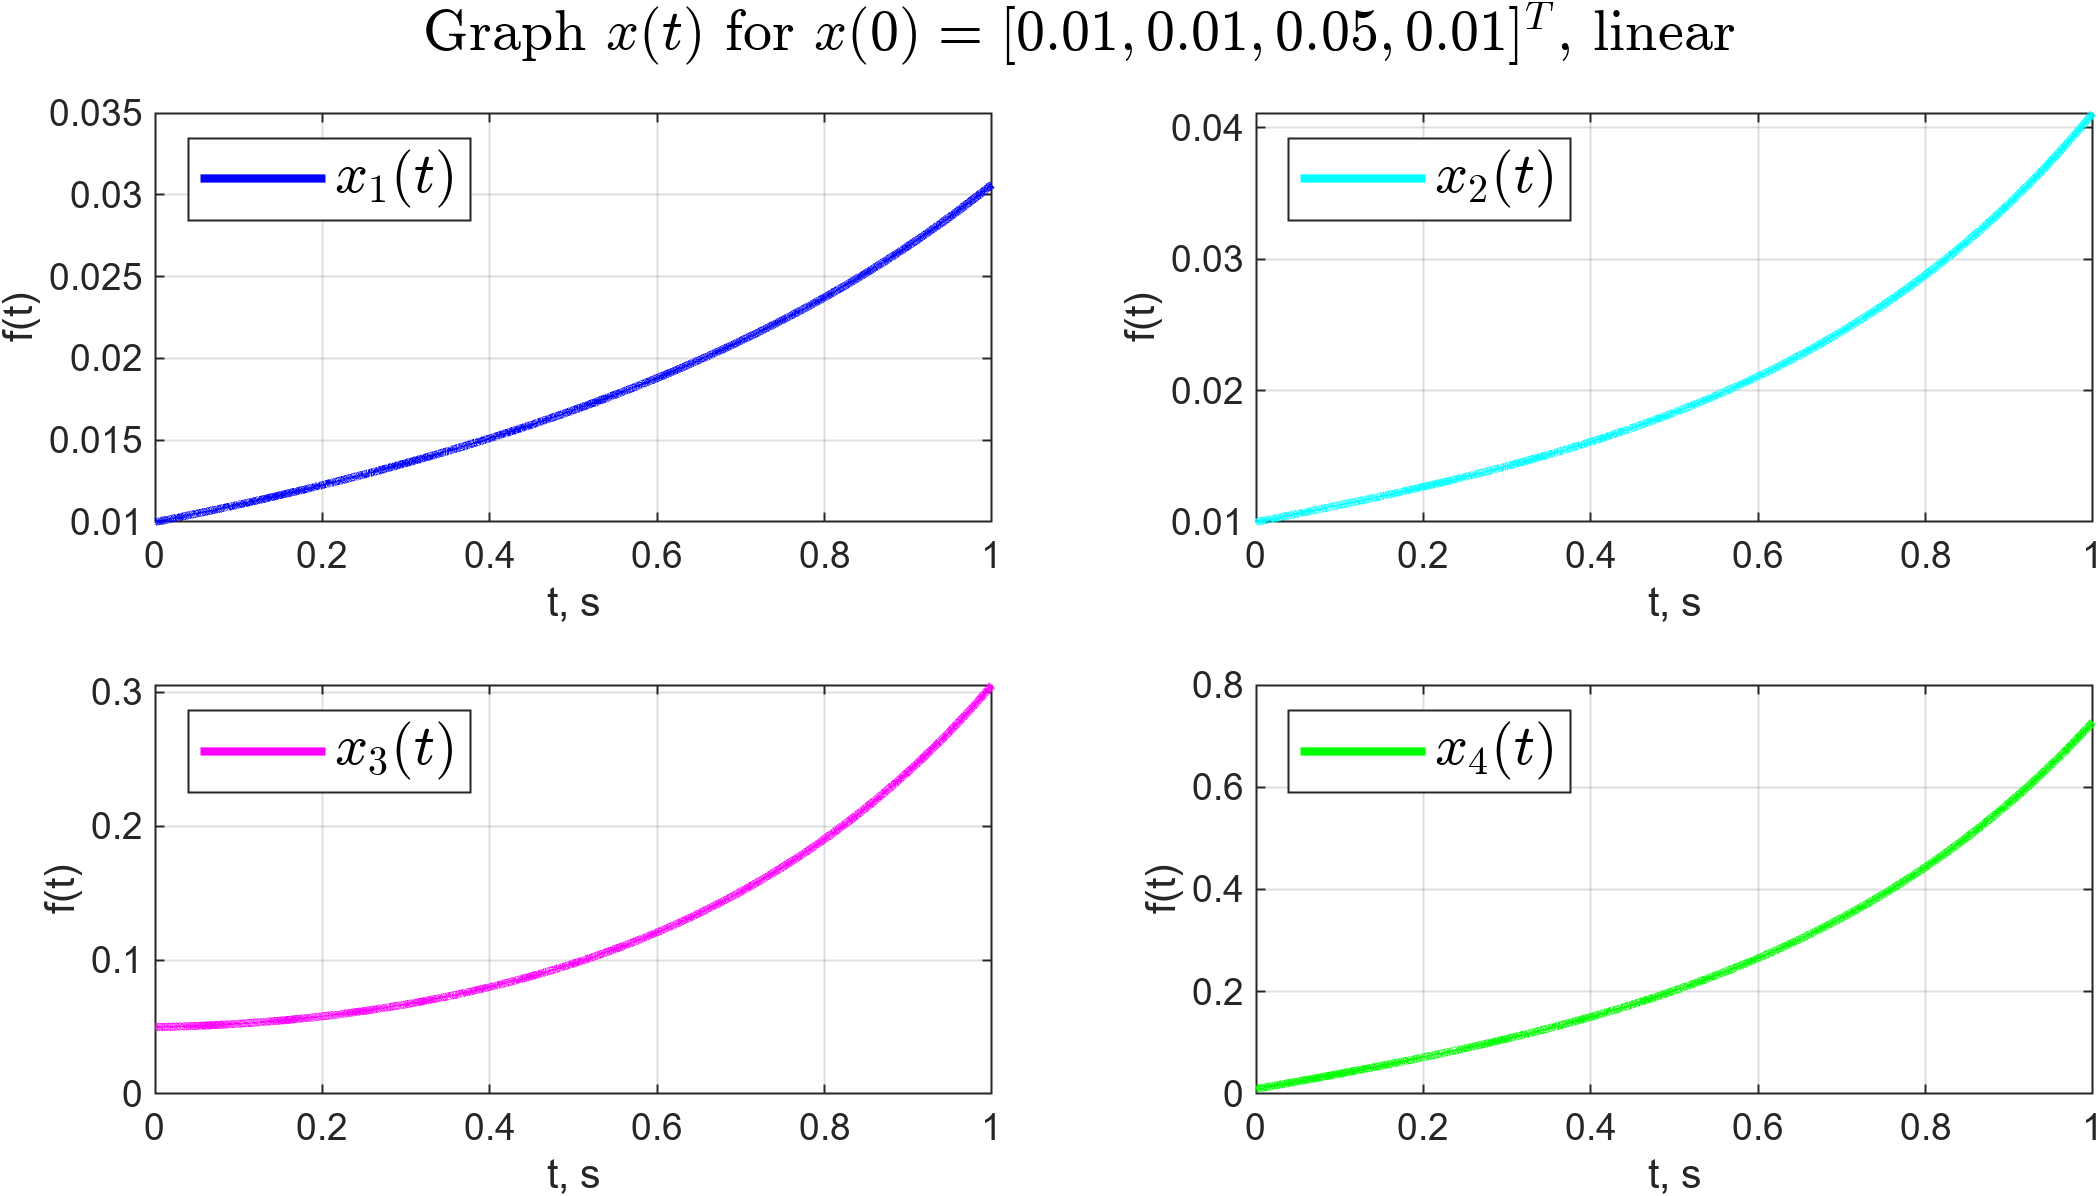 Graph x(t) for x(0) = [0.01, 0.01, 0.05, 0.01]^T, linear
0.035
0.03
0.025
0.02
0.015
0.01
f(t)
x₁(t)
0 0.2 0.4 0.6 0.8 1
t, s
0.04
0.03
0.02
0.01
f(t)
x₂(t)
0 0.2 0.4 0.6 0.8 1
t, s
0.3
0.2
0.1
0
f(t)
x₃(t)
0 0.2 0.4 0.6 0.8 1
t, s
0.8
0.6
0.4
0.2
0
f(t)
x₄(t)
0 0.2 0.4 0.6 0.8 1
t, s